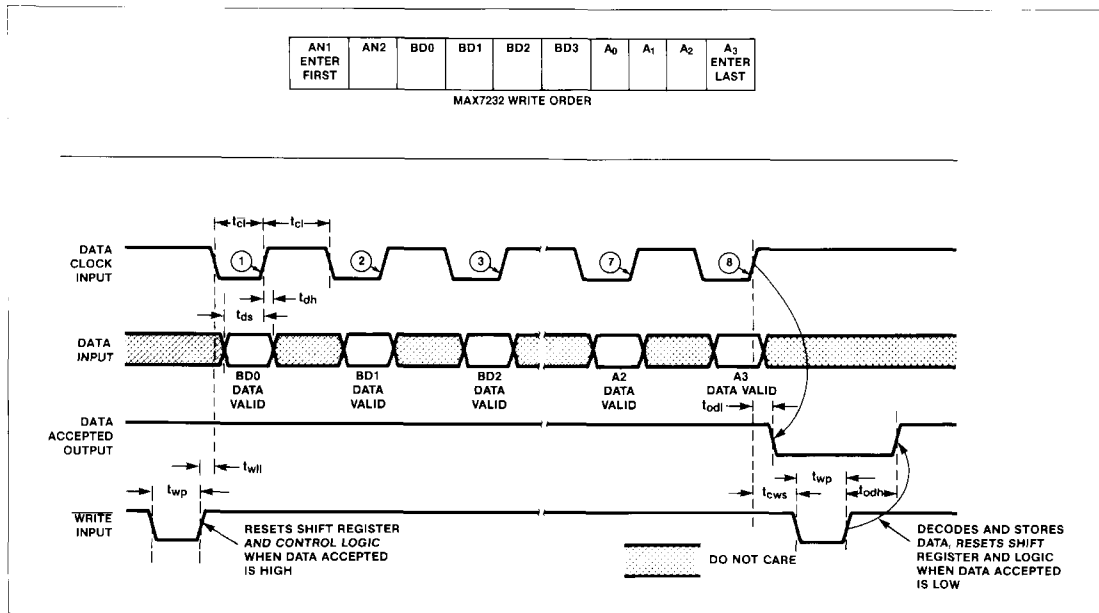 AN1 ENTER FIRST
AN2
BD0
BD1
BD2
BD3
A0
A1
A2
A3 ENTER LAST
MAX7232 WRITE ORDER
tcl
tcl
DATA CLOCK INPUT
1
2
3
7
8
tdh
tds
DATA INPUT
BD0 DATA VALID
BD1 DATA VALID
BD2 DATA VALID
A2 DATA VALID
A3 DATA VALID
todl
DATA ACCEPTED OUTPUT
twll
twp
tcws
twp
todh
WRITE INPUT
RESETS SHIFT REGISTER
AND CONTROL LOGIC
WHEN DATA ACCEPTED
IS HIGH
DO NOT CARE
DECODES AND STORES
DATA, RESETS SHIFT
REGISTER AND LOGIC
WHEN DATA ACCEPTED
IS LOW